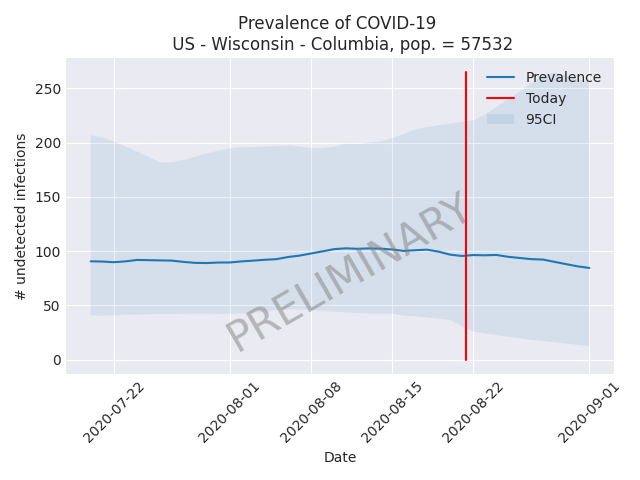 Prevalence of COVID-19
US - Wisconsin - Columbia, pop. = 57532
Prevalence
Today
95CI
250
200
150
100
50
0
# undetected infections
PRELIMINARY
2020-07-22
2020-08-01
2020-08-08
2020-08-15
2020-08-22
2020-09-01
Date